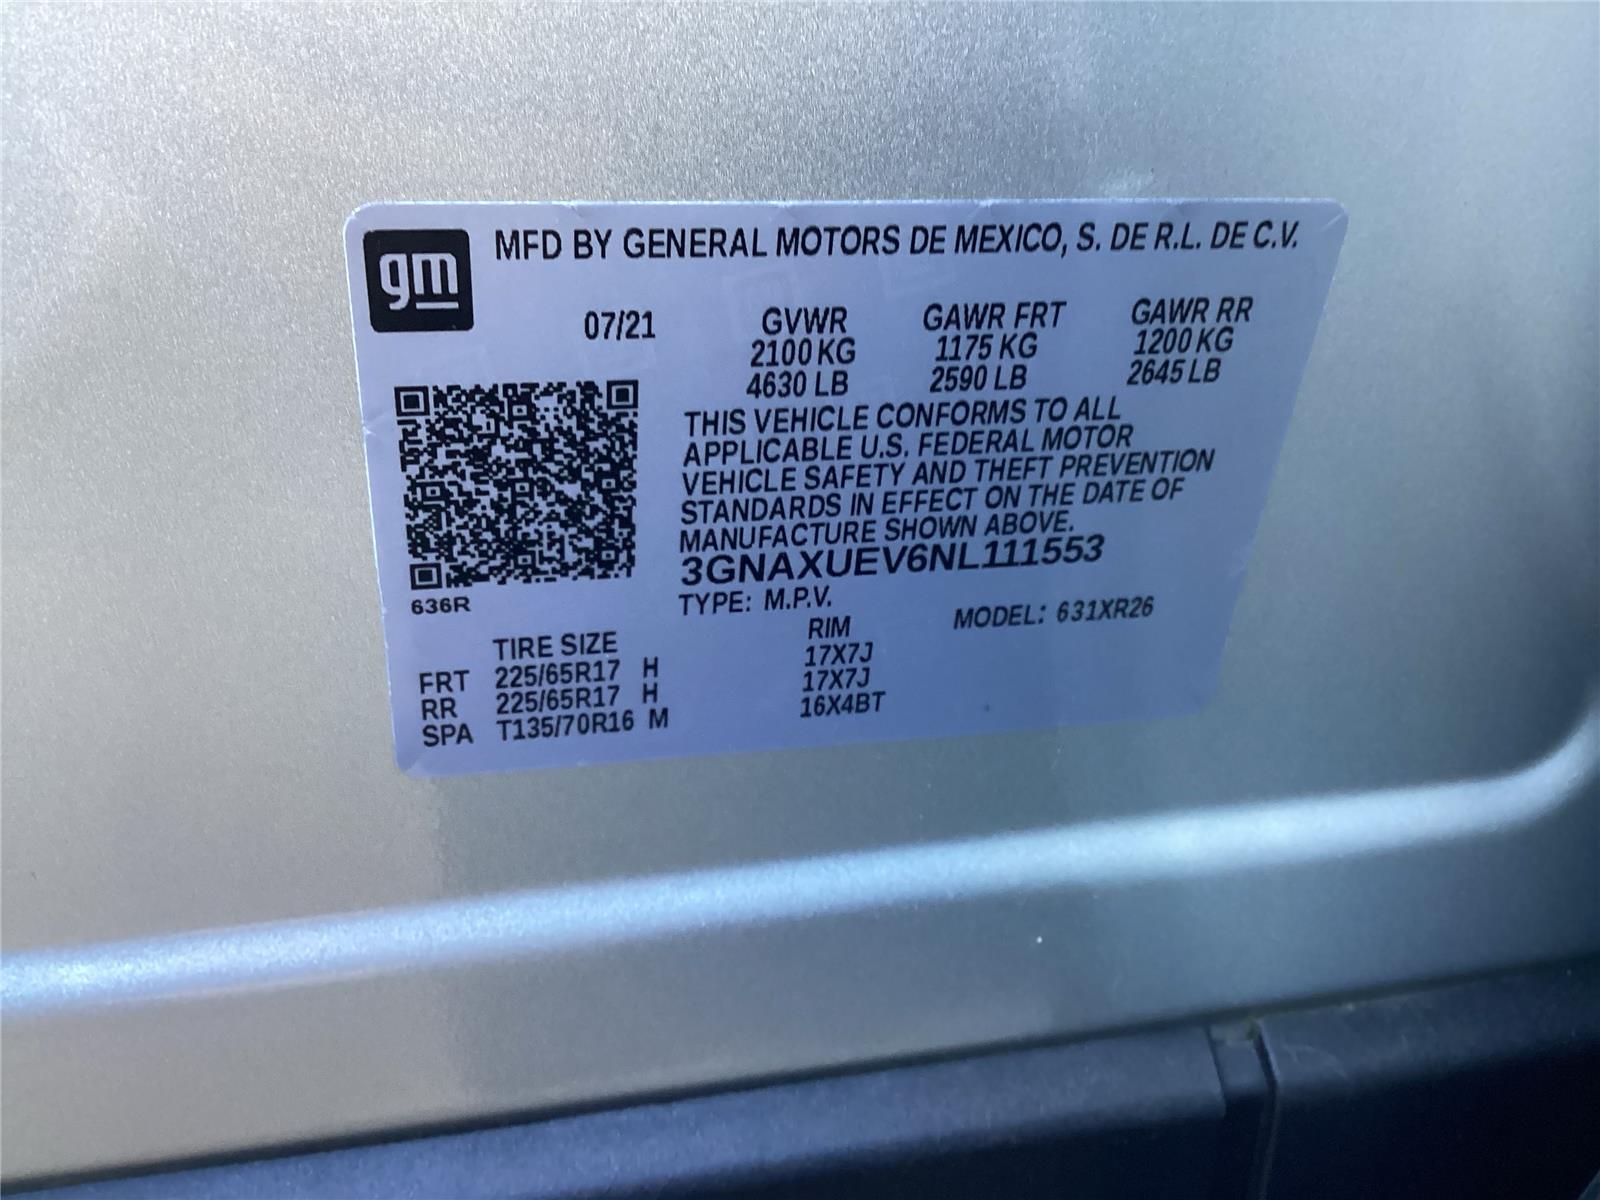 gm
MFD BY GENERAL MOTORS DE MEXICO, S. DE R.L. DE C.V.
07/21 GVWR GAWR FRT GAWR RR
2100 KG 1175 KG 1200 KG
4630 LB 2590 LB 2645 LB
THIS VEHICLE CONFORMS TO ALL
APPLICABLE U.S. FEDERAL MOTOR
VEHICLE SAFETY AND THEFT PREVENTION
STANDARDS IN EFFECT ON THE DATE OF
MANUFACTURE SHOWN ABOVE.
3GNAXUEV6NL111553
636R
TYPE: M.P.V. MODEL: 631XR26
TIRE SIZE RIM
FRT 225/65R17 H 17X7J
RR 225/65R17 H 17X7J
SPA T135/70R16 M 16X4BT